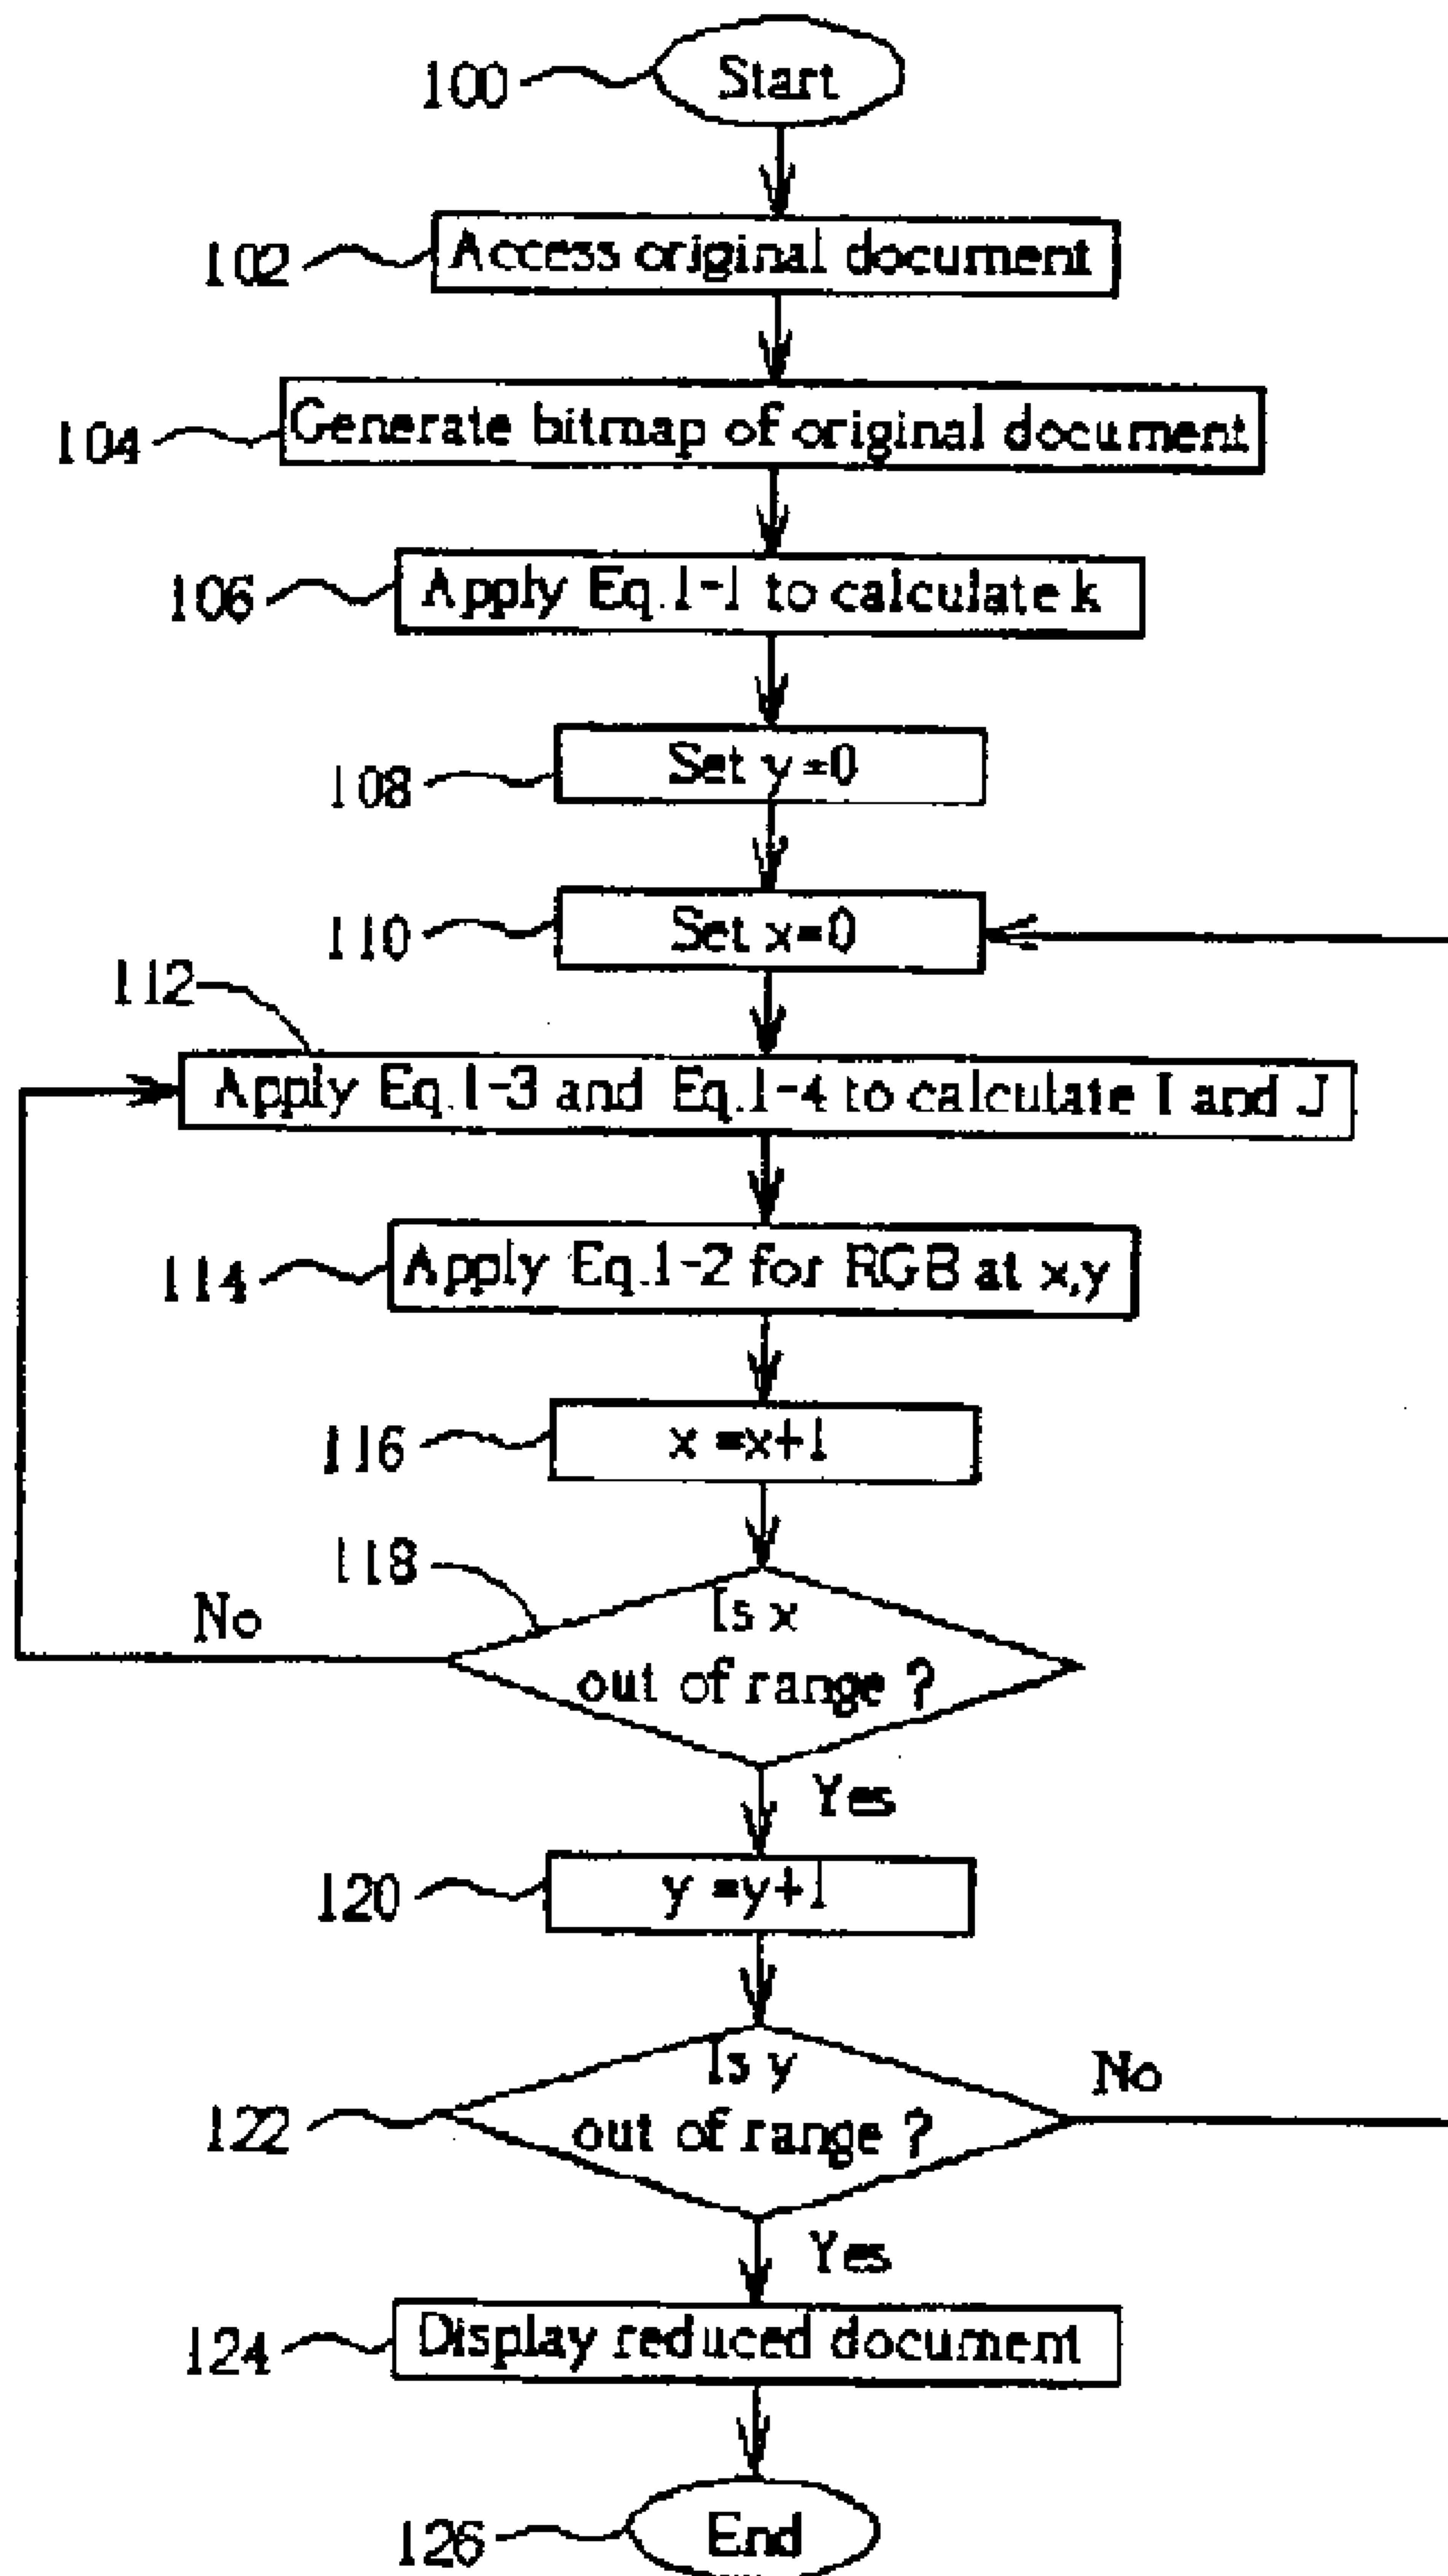 100 Start
102 Access original document
104 Generate bitmap of original document
106 Apply Eq.1-1 to calculate k
108 Set y=0
110 Set x=0
112
Apply Eq.1-3 and Eq.1-4 to calculate I and J
114 Apply Eq.1-2 for RGB at x,y
116 x=x+1
118
Is x
No
out of range ?
Yes
120 y=y+1
Is y
No
122 out of range ?
Yes
124 Display reduced document
126 End